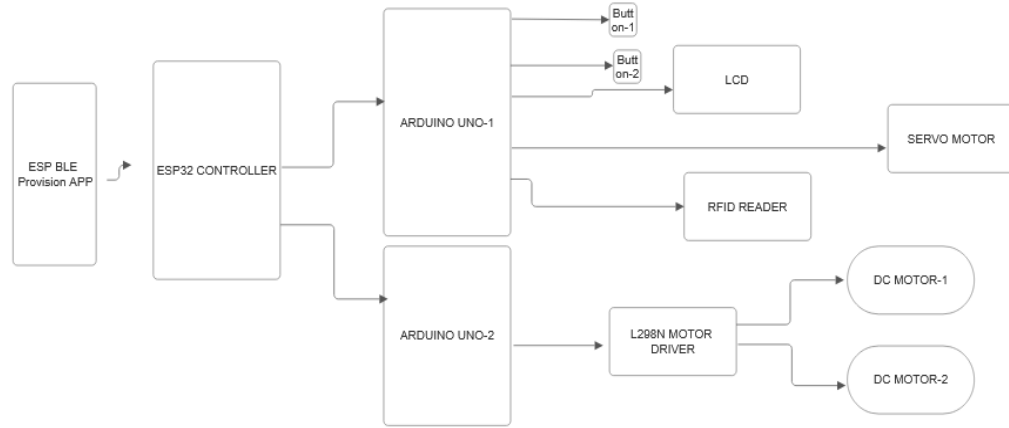 Butt
on-1
Butt
on-2
LCD
ARDUINO UNO-1
SERVO MOTOR
ESP BLE
Provision APP
ESP32 CONTROLLER
RFID READER
DC MOTOR-1
ARDUINO UNO-2
L298N MOTOR
DRIVER
DC MOTOR-2